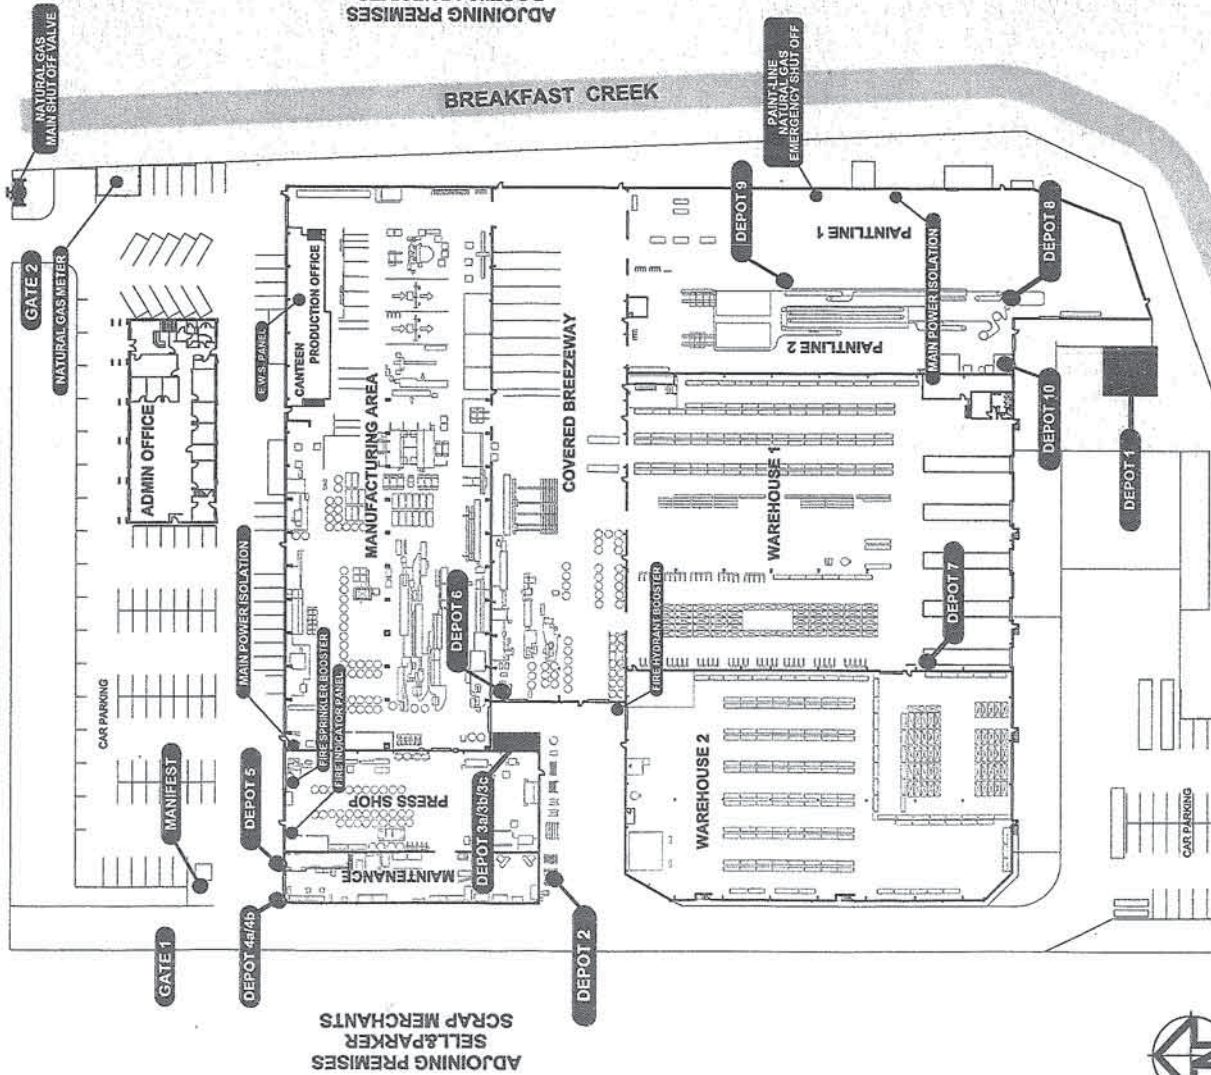 ADJOINING PREMISES
NATURAL GAS
MAIN SHUT OFF VALVE
BREAKFAST CREEK
PAINT-LINE
NATURAL GAS
EMERGENCY SHUT OFF
GATE 2
NATURAL GAS METER
ADMIN OFFICE
CANTEEN
PRODUCTION OFFICE
MANUFACTURING AREA
COVERED BREEZEWAY
DEPOT 9
PAINTLINE 1
PAINTLINE 2
MAIN POWER ISOLATION
DEPOT 8
DEPOT 10
DEPOT 1
WAREHOUSE 1
DEPOT 7
CAR PARKING
MAIN POWER ISOLATION
FIRE SPRINKLER BOOSTER
FIRE INDICATOR PANEL
DEPOT 6
FIRE HYDRANT BOOSTER
MANIFEST
DEPOT 5
PRESS SHOP
MAINTENANCE
DEPOT 3a/3b/3c
WAREHOUSE 2
GATE 1
DEPOT 4a/4b
DEPOT 2
CAR PARKING
ADJOINING PREMISES
SELL&PARKER
SCRAP MERCHANTS
N